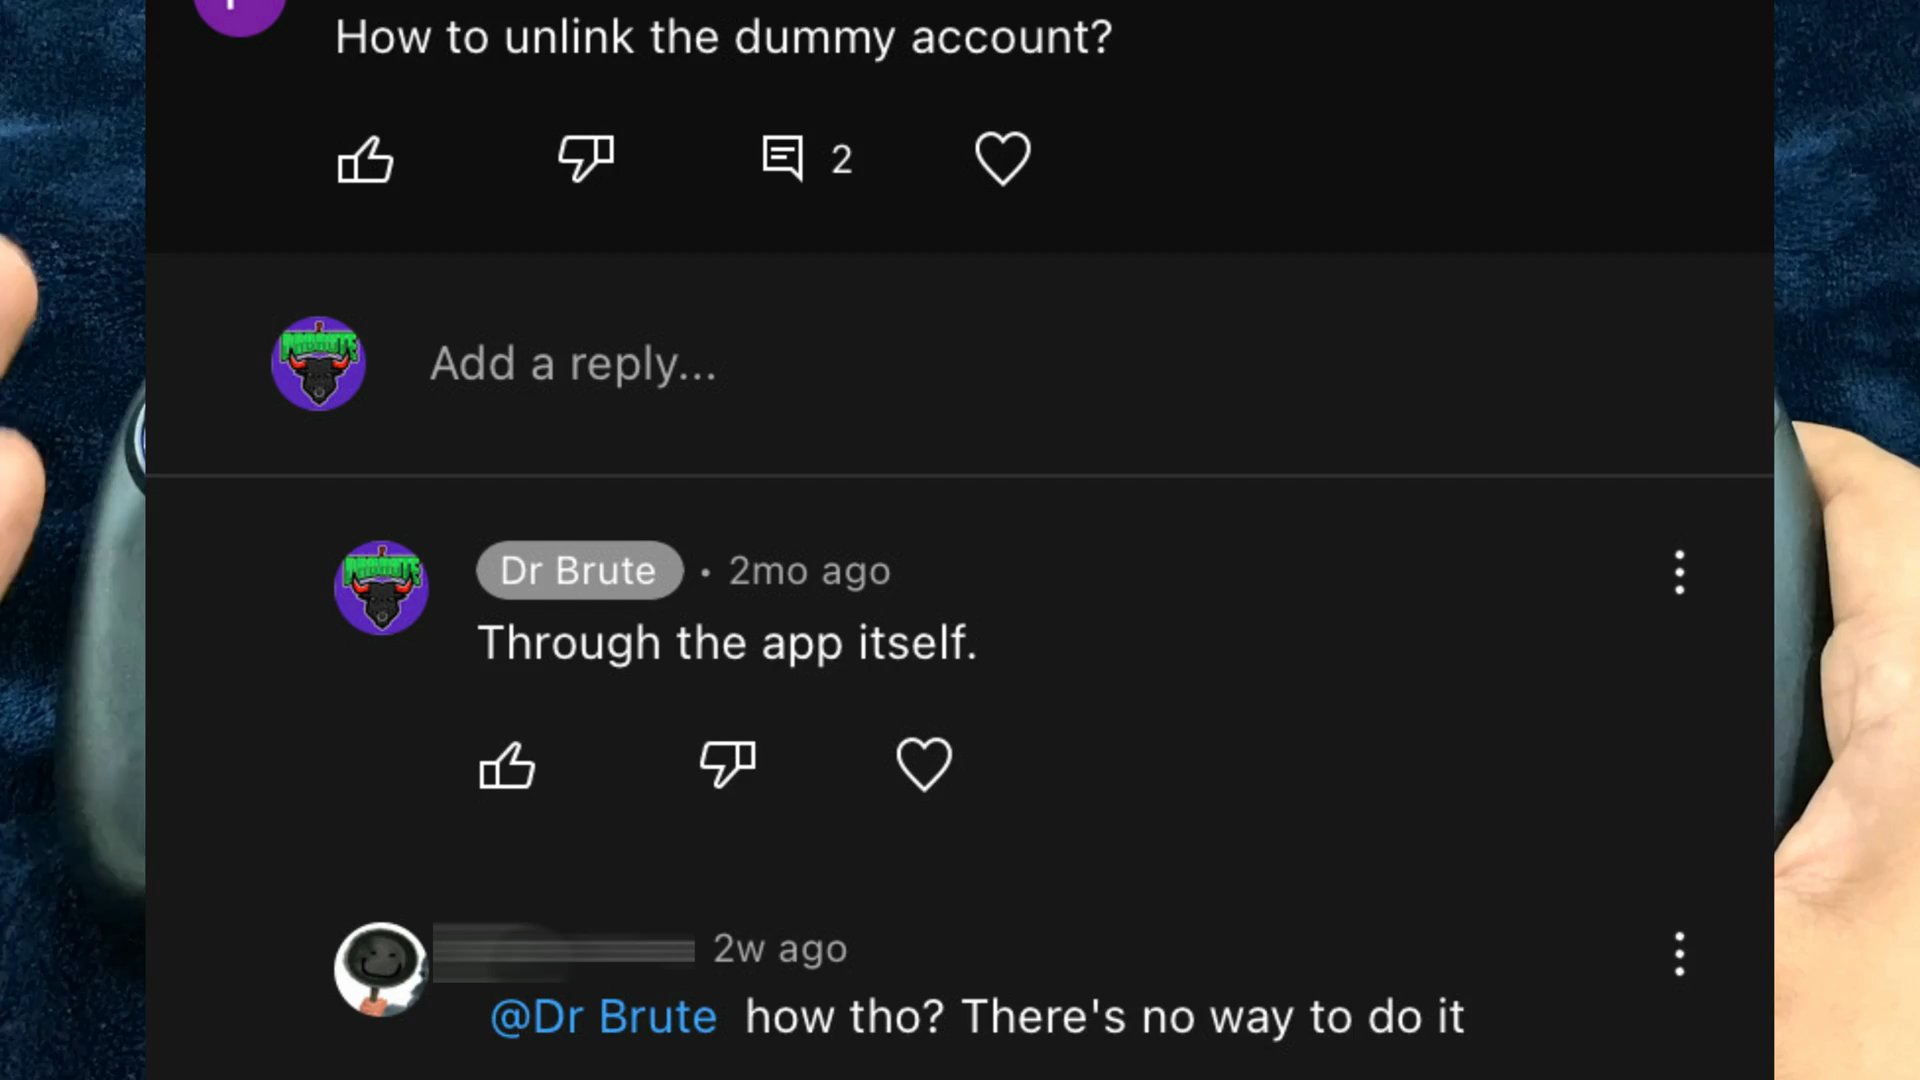 How to unlink the dummy account?
2
Add a reply...
Dr Brute • 2mo ago
Through the app itself.
2w ago
@Dr Brute how tho? There's no way to do it